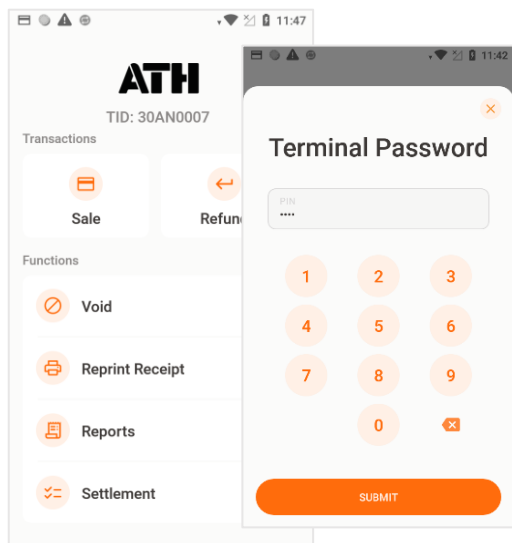 11:47
ATH
TID: 30AN0007
Transactions
Sale
Refun
Functions
Void
Reprint Receipt
Reports
Settlement
11:42
Terminal Password
PIN
••••
1 2 3
4 5 6
7 8 9
0
SUBMIT